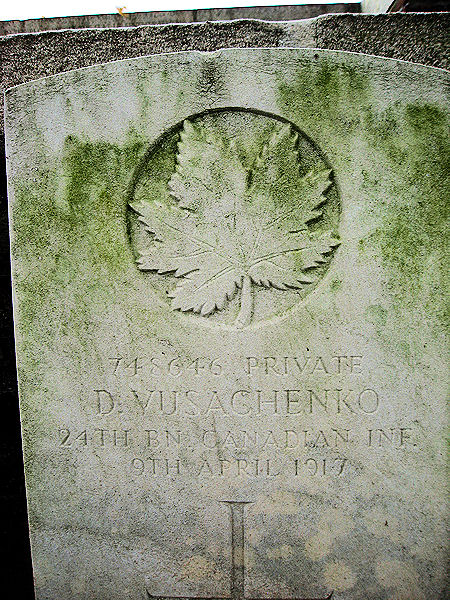 748646 PRIVATE
D. VUSACHENKO
24TH BN. CANADIAN INF.
9TH APRIL 1917